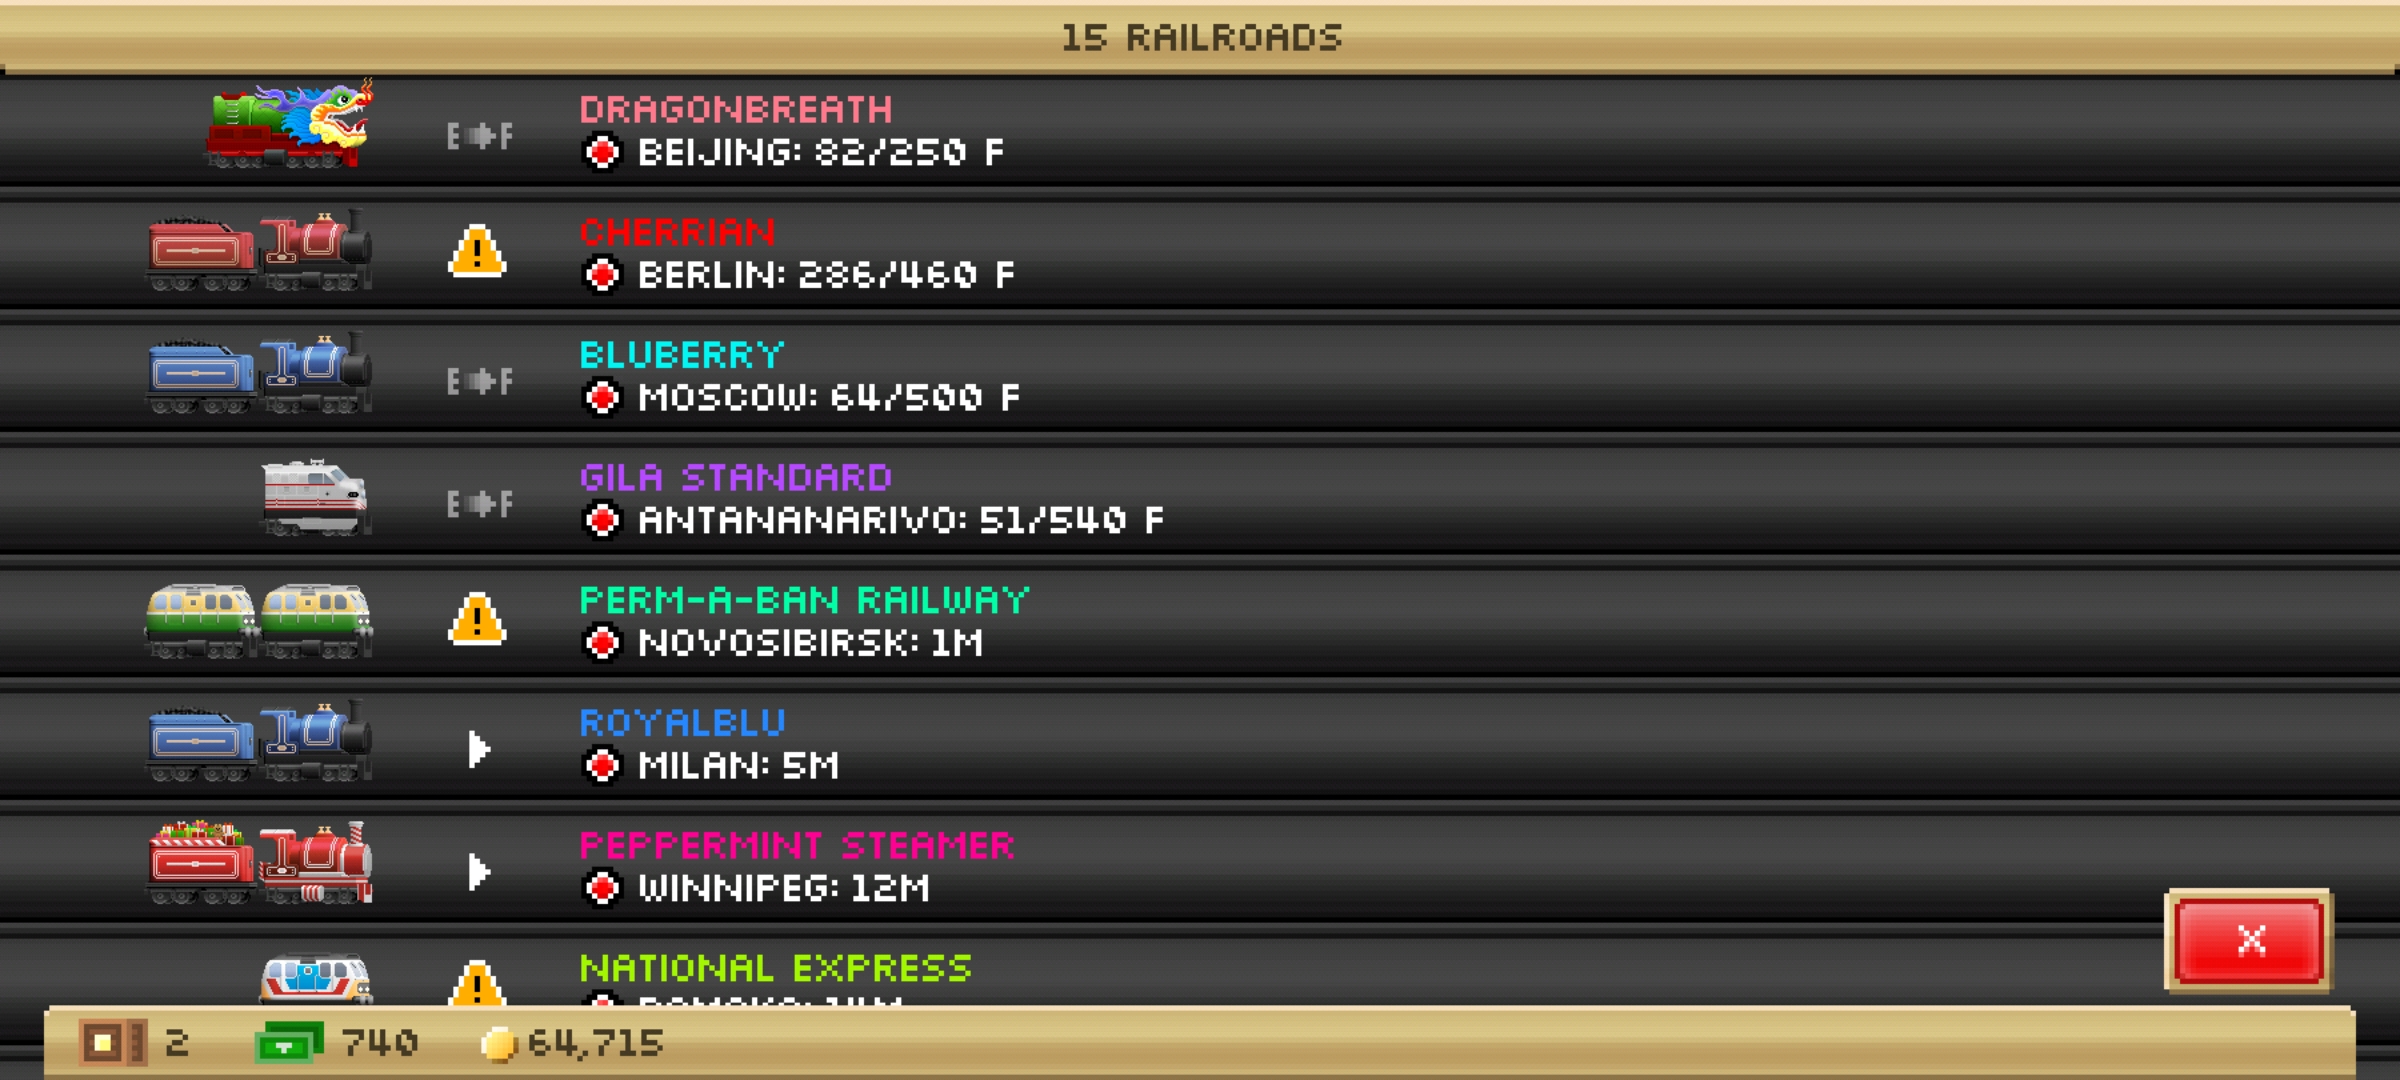 15 RAILROADS
DRAGONBREATH
E F
BEIJING: 82/250 F
CHERRIAN
BERLIN: 286/460 F
BLUBERRY
E F
MOSCOW: 64/500 F
GILA STANDARD
E F
ANTANANARIVO: 51/540 F
PERM-A-BAN RAILWAY
NOVOSIBIRSK: 1M
ROYALBLU
MILAN: 5M
PEPPERMINT STEAMER
WINNIPEG: 12M
NATIONAL EXPRESS
X
2 740 64,715